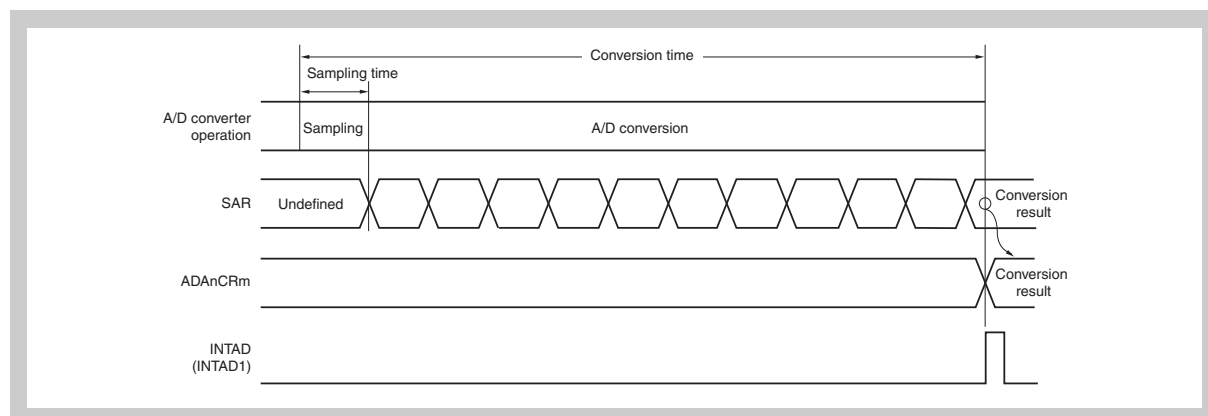 Conversion time
Sampling time
A/D converter
operation
Sampling
A/D conversion
SAR
Undefined
Conversion
result
ADAnCRm
Conversion
result
INTAD
(INTAD1)